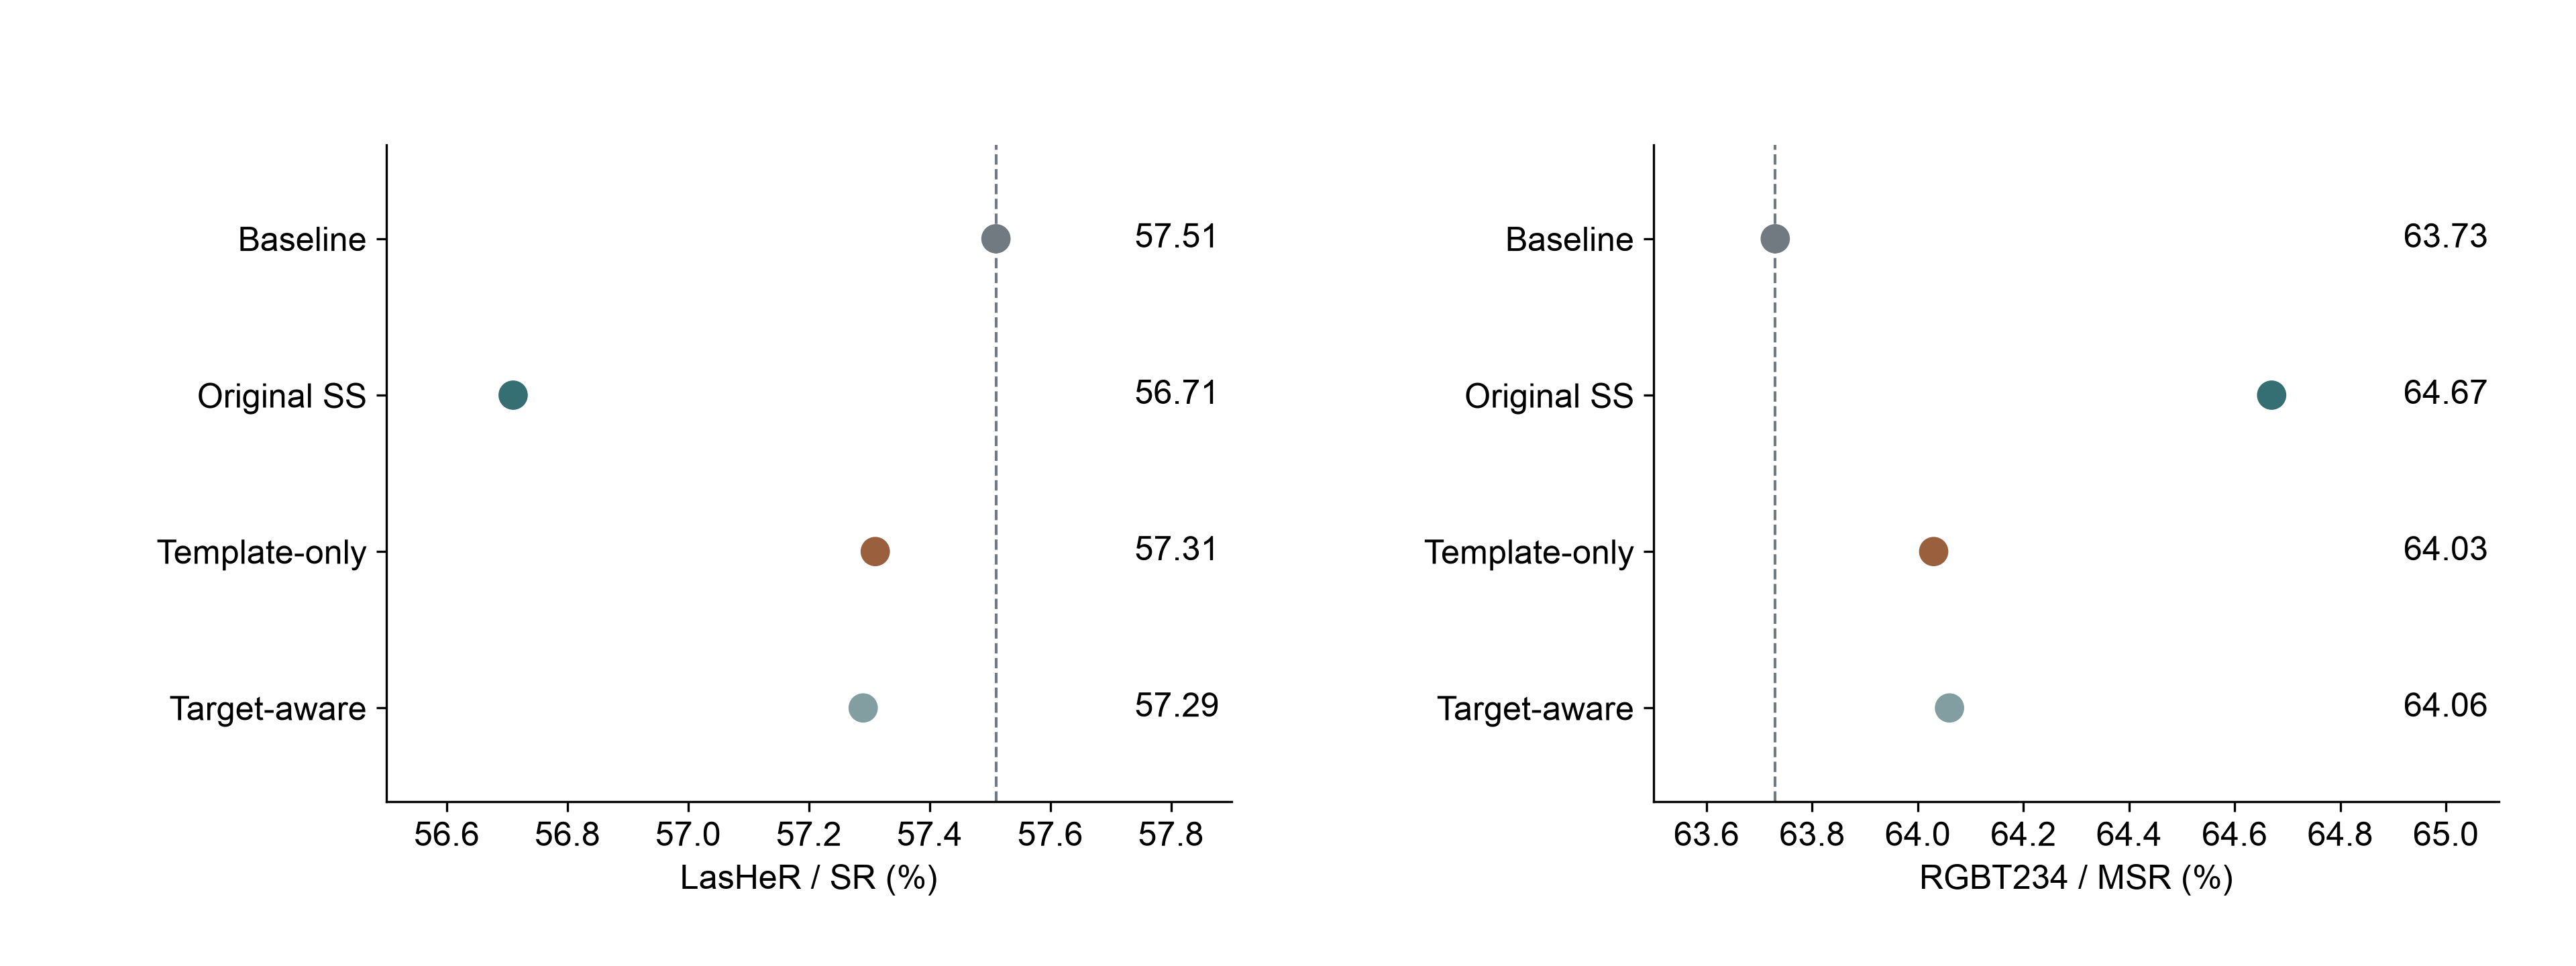 Baseline 57.51
Original SS 56.71
Template-only 57.31
Target-aware 57.29
56.6 56.8 57.0 57.2 57.4 57.6 57.8
LasHeR / SR (%)
Baseline 63.73
Original SS 64.67
Template-only 64.03
Target-aware 64.06
63.6 63.8 64.0 64.2 64.4 64.6 64.8 65.0
RGBT234 / MSR (%)